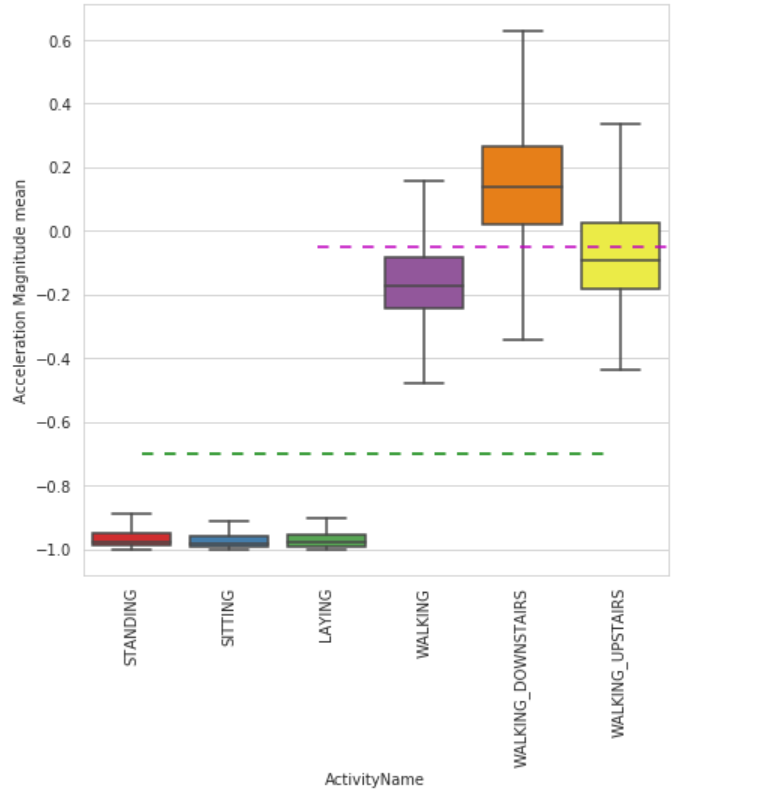 Acceleration Magnitude mean
0.6
0.4
0.2
0.0
−0.2
−0.4
−0.6
−0.8
−1.0
STANDING
SITTING
LAYING
WALKING
WALKING_DOWNSTAIRS
WALKING_UPSTAIRS
ActivityName